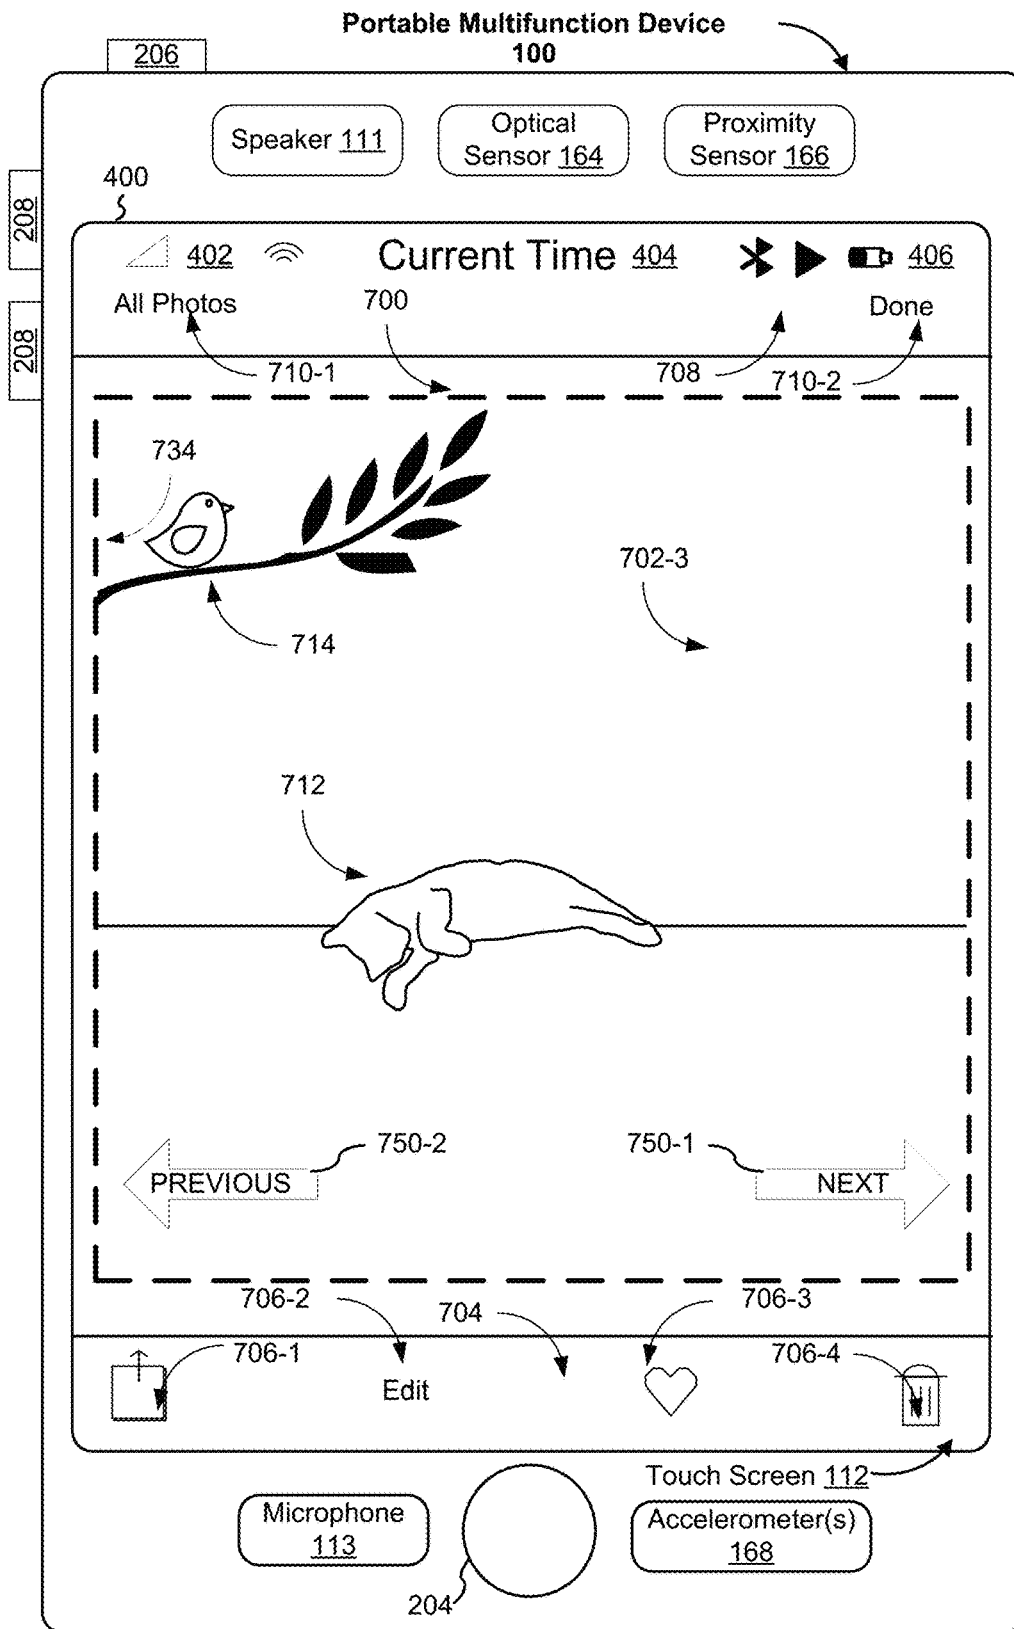 Portable Multifunction Device
100
206
Speaker 111
Optical
Sensor 164
Proximity
Sensor 166
208
400
402
Current Time 404
406
All Photos
700
Done
208
710-1
708
710-2
734
702-3
714
712
750-2
750-1
PREVIOUS
NEXT
706-2
704
706-3
706-1
706-4
Edit
Touch Screen 112
Microphone
113
Accelerometer(s)
168
204